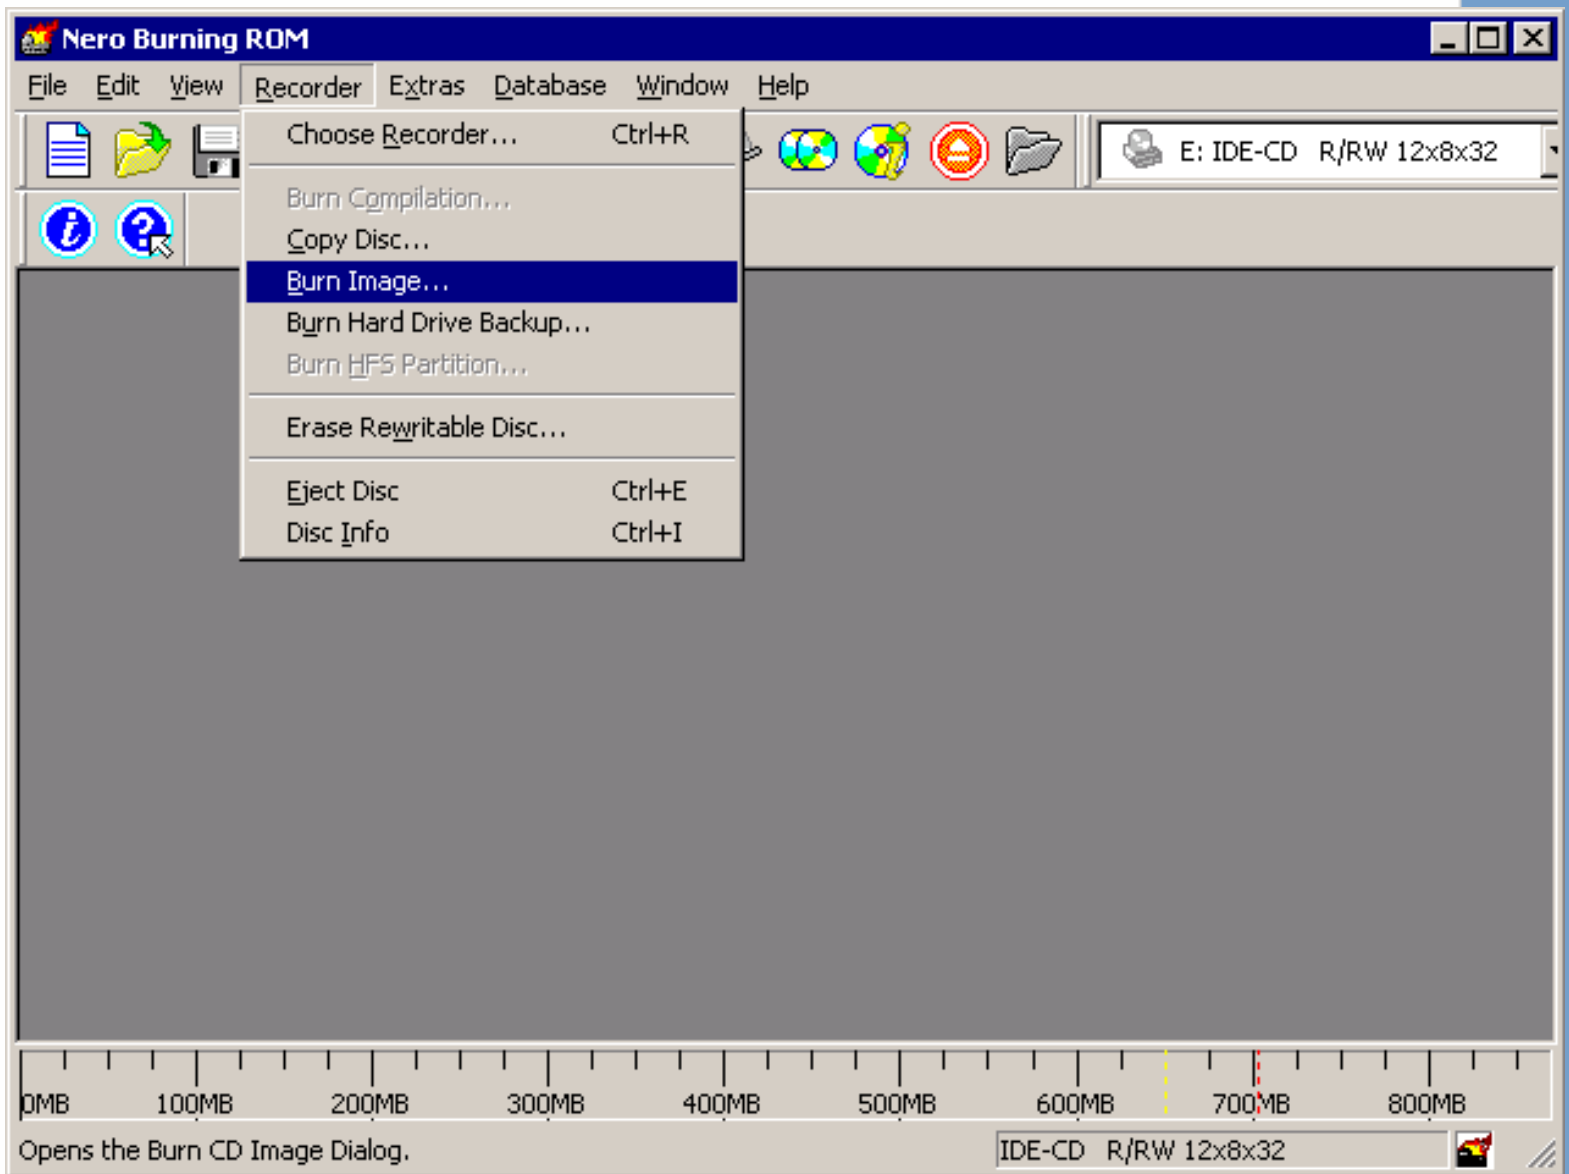 Nero Burning ROM
File Edit View Recorder Extras Database Window Help
Choose Recorder... Ctrl+R
E: IDE-CD R/RW 12x8x32
Burn Compilation...
Copy Disc...
Burn Image...
Burn Hard Drive Backup...
Burn HFS Partition...
Erase Rewritable Disc...
Eject Disc Ctrl+E
Disc Info Ctrl+I
0MB 100MB 200MB 300MB 400MB 500MB 600MB 700MB 800MB
Opens the Burn CD Image Dialog. IDE-CD R/RW 12x8x32